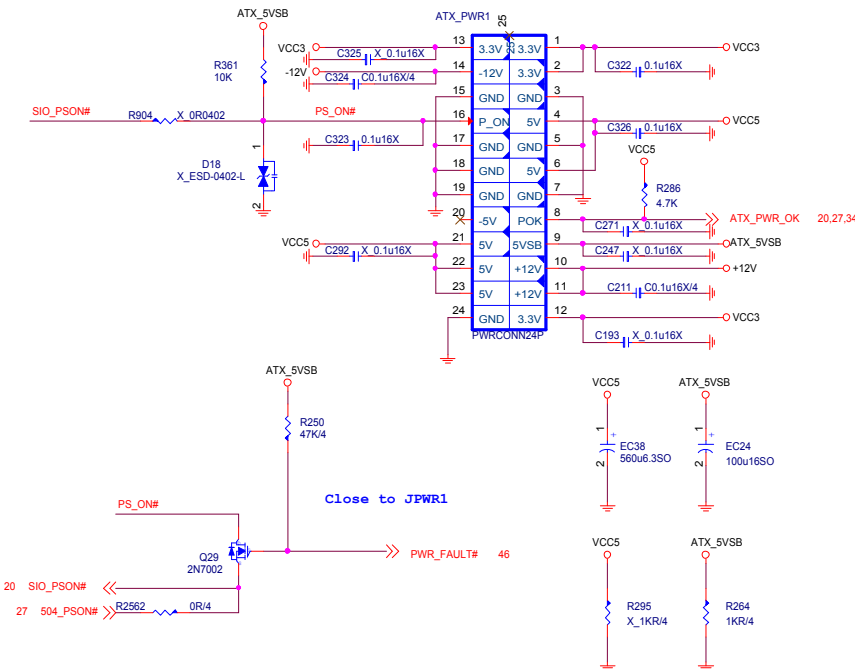 ATX_5VSB
ATX_PWR1
25
25
R361
10K
VCC3
-12V
C325 X_0.1u16X
C324 C0.1u16X/4
SIO_PSON#
R904 X_0R0402
PS_ON#
C323 0.1u16X
D18
X_ESD-0402-L
1
2
13 3.3V 3.3V 1
14 -12V 3.3V 2
15 GND GND 3
16 P_ON 5V 4
17 GND GND 5
18 GND 5V 6
19 GND GND 7
20 -5V POK 8
21 5V 5VSB 9
22 5V +12V 10
23 5V +12V 11
24 GND 3.3V 12
PWRCONN24P
VCC5
C292 X_0.1u16X
VCC3
C322 0.1u16X
VCC5
C326 0.1u16X
VCC5
R286
4.7K
ATX_PWR_OK 20,27,34
C271 X_0.1u16X
ATX_5VSB
C247 X_0.1u16X
+12V
C211 C0.1u16X/4
VCC3
C193 X_0.1u16X
ATX_5VSB
R250
47K/4
Close to JPWR1
PS_ON#
Q29
2N7002
PWR_FAULT# 46
20 SIO_PSON#
27 504_PSON# R2562 0R/4
VCC5
1
+
2
EC38
560u6.3SO
ATX_5VSB
1
+
2
EC24
100u16SO
VCC5
R295
X_1KR/4
ATX_5VSB
R264
1KR/4